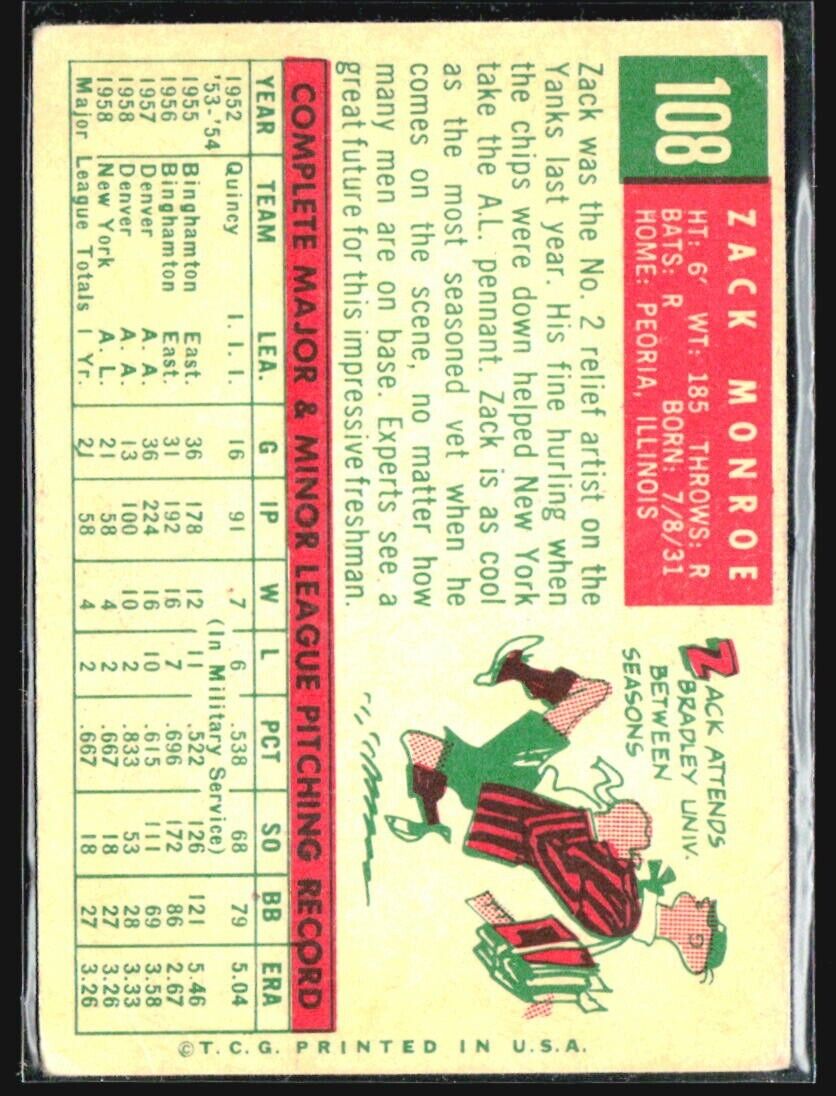 108
ZACK MONROE
HT: 6' WT: 185 THROWS: R
BATS: R BORN: 7/8/31
HOME: PEORIA, ILLINOIS
Zack was the No. 2 relief artist on the
Yanks last year. His fine hurling when
the chips were down helped New York
take the A.L. pennant. Zack is as cool
as the most seasoned vet when he
comes on the scene, no matter how
many men are on base. Experts see a
great future for this impressive freshman.
ZACK ATTENDS
BRADLEY UNIV.
BETWEEN
SEASONS
COMPLETE MAJOR & MINOR LEAGUE PITCHING RECORD
YEAR TEAM LEA. G IP W L PCT SO BB ERA
1952 Quincy I. I. I. 16 91 7 6 .538 68 79 5.04
'53-'54 (In Military Service)
1955 Binghamton East. 36 178 12 11 .522 126 121 5.46
1956 Binghamton East. 31 192 16 7 .696 172 86 2.67
1957 Denver A. A. 36 224 16 10 .615 111 69 3.58
1958 Denver A. A. 13 100 10 2 .833 53 28 3.33
1958 New York A. L. 21 58 4 2 .667 18 27 3.26
Major League Totals 1 Yr. 21 58 4 2 .667 18 27 3.26
© T.C.G. PRINTED IN U.S.A.